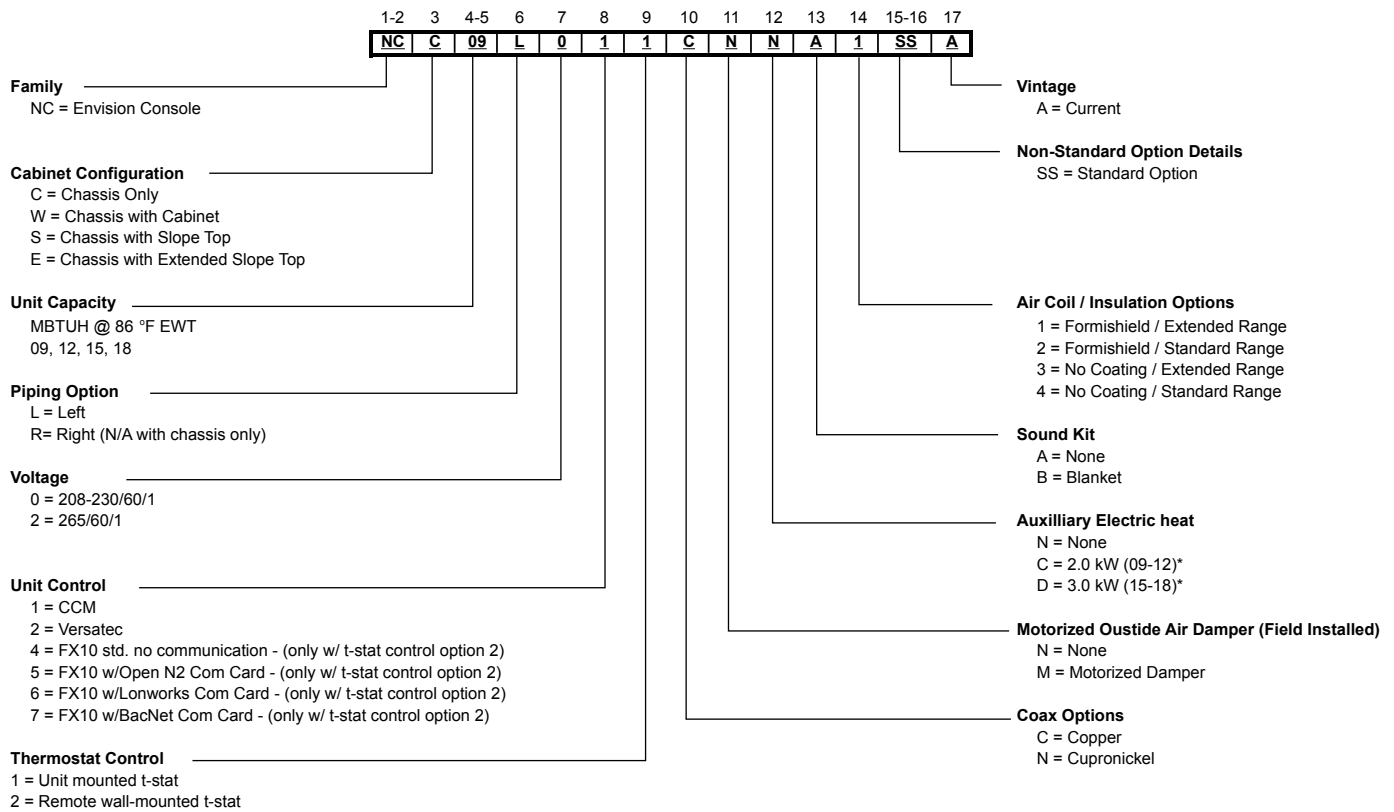 1-2 3 4-5 6 7 8 9 10 11 12 13 14 15-16 17
NC C 09 L 0 1 1 C N N A 1 SS A
Family
NC = Envision Console
Cabinet Configuration
C = Chassis Only
W = Chassis with Cabinet
S = Chassis with Slope Top
E = Chassis with Extended Slope Top
Unit Capacity
MBTUH @ 86 °F EWT
09, 12, 15, 18
Piping Option
L = Left
R= Right (N/A with chassis only)
Voltage
0 = 208-230/60/1
2 = 265/60/1
Unit Control
1 = CCM
2 = Versatec
4 = FX10 std. no communication - (only w/ t-stat control option 2)
5 = FX10 w/Open N2 Com Card - (only w/ t-stat control option 2)
6 = FX10 w/Lonworks Com Card - (only w/ t-stat control option 2)
7 = FX10 w/BacNet Com Card - (only w/ t-stat control option 2)
Thermostat Control
1 = Unit mounted t-stat
2 = Remote wall-mounted t-stat
Vintage
A = Current
Non-Standard Option Details
SS = Standard Option
Air Coil / Insulation Options
1 = Formishield / Extended Range
2 = Formishield / Standard Range
3 = No Coating / Extended Range
4 = No Coating / Standard Range
Sound Kit
A = None
B = Blanket
Auxilliary Electric heat
N = None
C = 2.0 kW (09-12)*
D = 3.0 kW (15-18)*
Motorized Oustide Air Damper (Field Installed)
N = None
M = Motorized Damper
Coax Options
C = Copper
N = Cupronickel